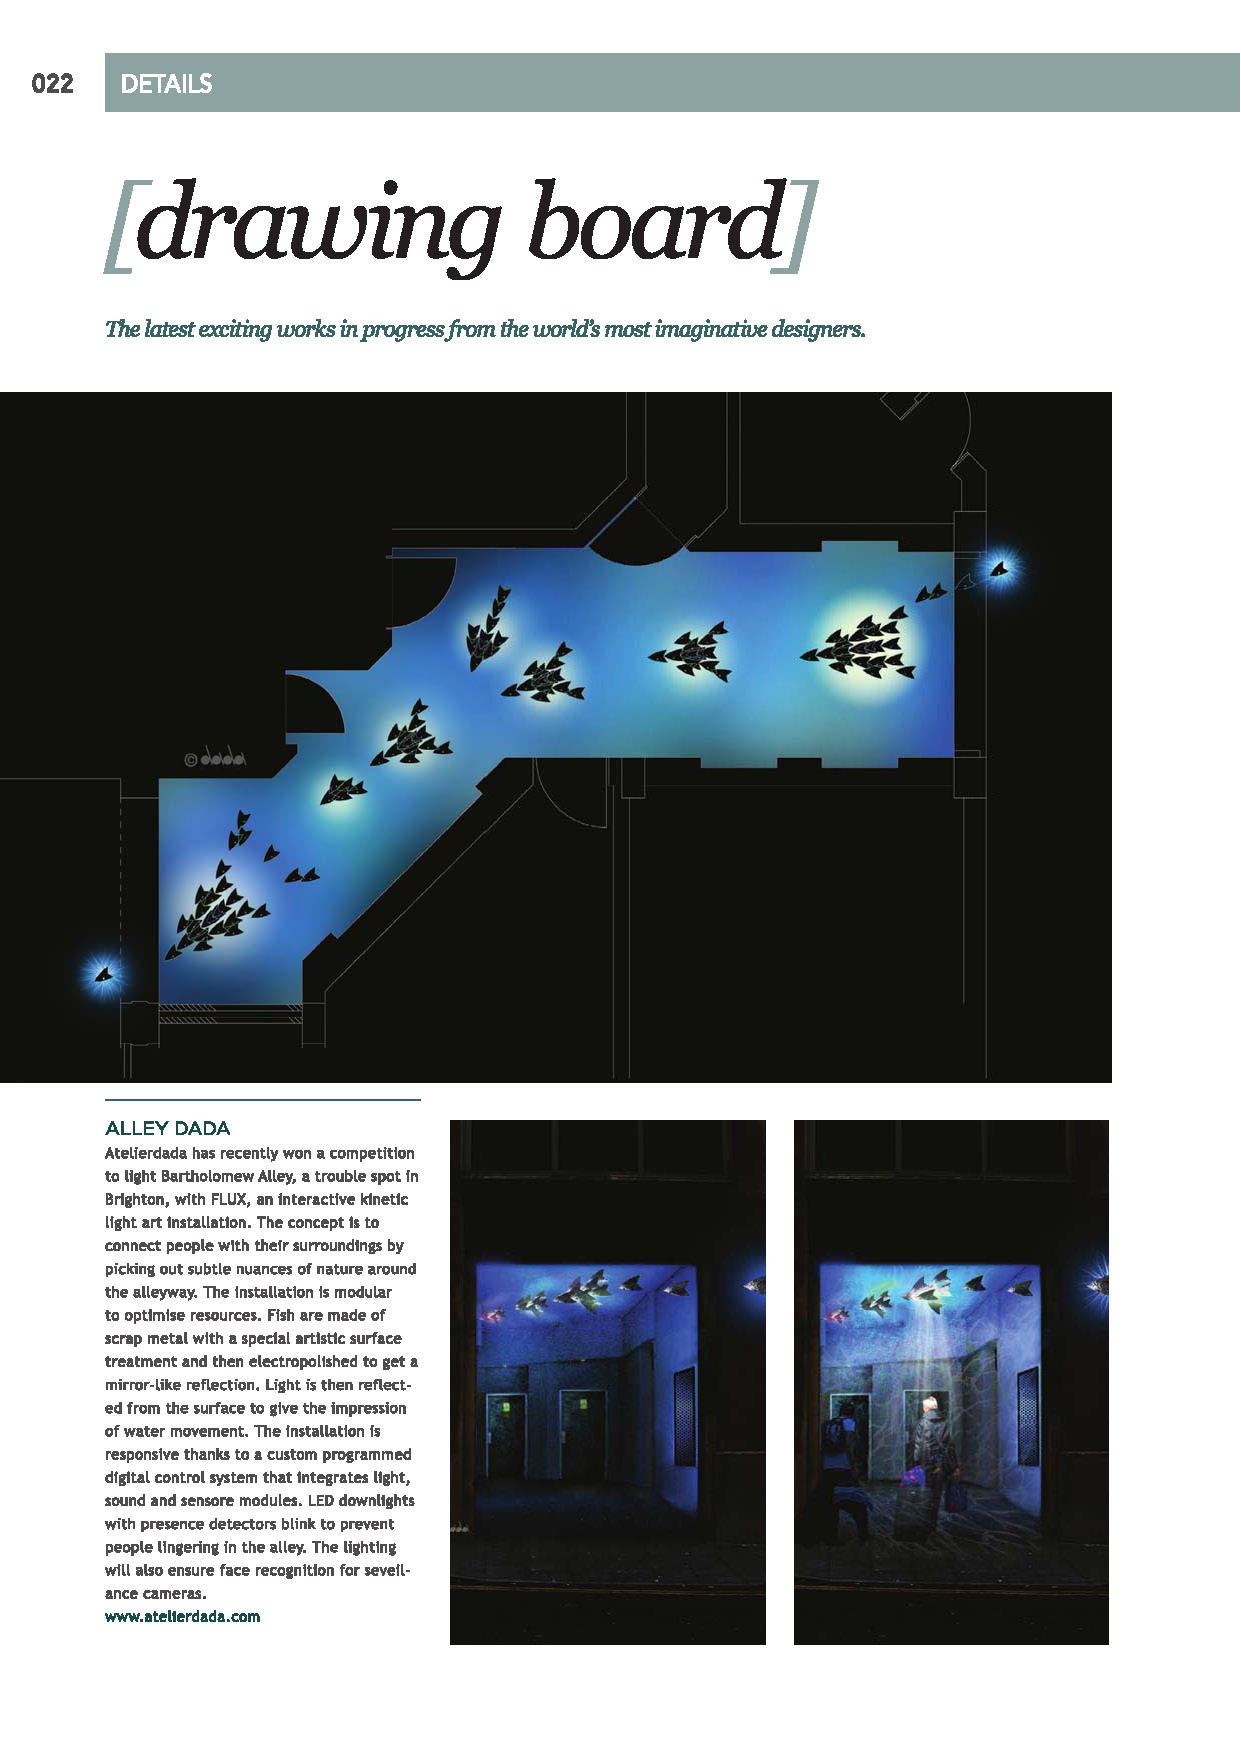 022
DETAILS
[drawing board]
The latest exciting works in progress from the world's most imaginative designers.
© dada
ALLEY DADA
Atelierdada has recently won a competition
to light Bartholomew Alley, a trouble spot in
Brighton, with FLUX, an interactive kinetic
light art installation. The concept is to
connect people with their surroundings by
picking out subtle nuances of nature around
the alleyway. The installation is modular
to optimise resources. Fish are made of
scrap metal with a special artistic surface
treatment and then electropolished to get a
mirror-like reflection. Light is then reflect-
ed from the surface to give the impression
of water movement. The installation is
responsive thanks to a custom programmed
digital control system that integrates light,
sound and sensore modules. LED downlights
with presence detectors blink to prevent
people lingering in the alley. The lighting
will also ensure face recognition for seveil-
ance cameras.
www.atelierdada.com